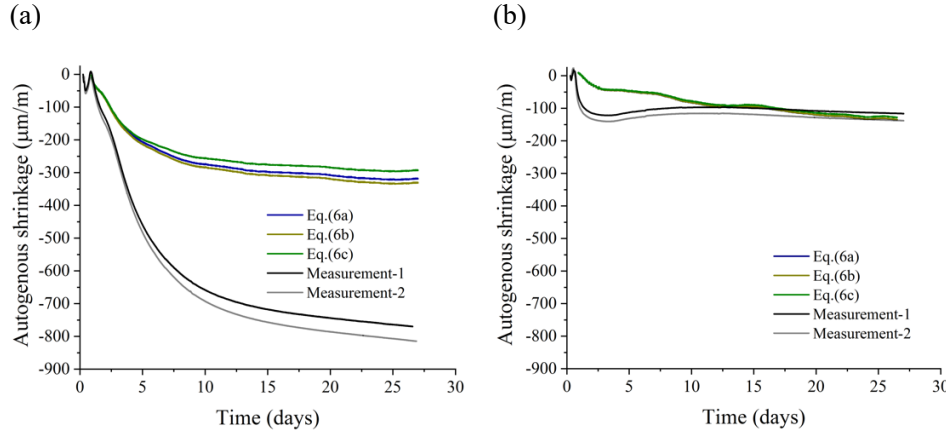 (a)
(b)
0
-100
-200
-300
-400
-500
-600
-700
-800
-900
Autogenous shrinkage (μm/m)
Eq.(6a)
Eq.(6b)
Eq.(6c)
Measurement-1
Measurement-2
0
5
10
15
20
25
30
Time (days)
0
-100
-200
-300
-400
-500
-600
-700
-800
-900
Autogenous shrinkage (μm/m)
Eq.(6a)
Eq.(6b)
Eq.(6c)
Measurement-1
Measurement-2
0
5
10
15
20
25
30
Time (days)